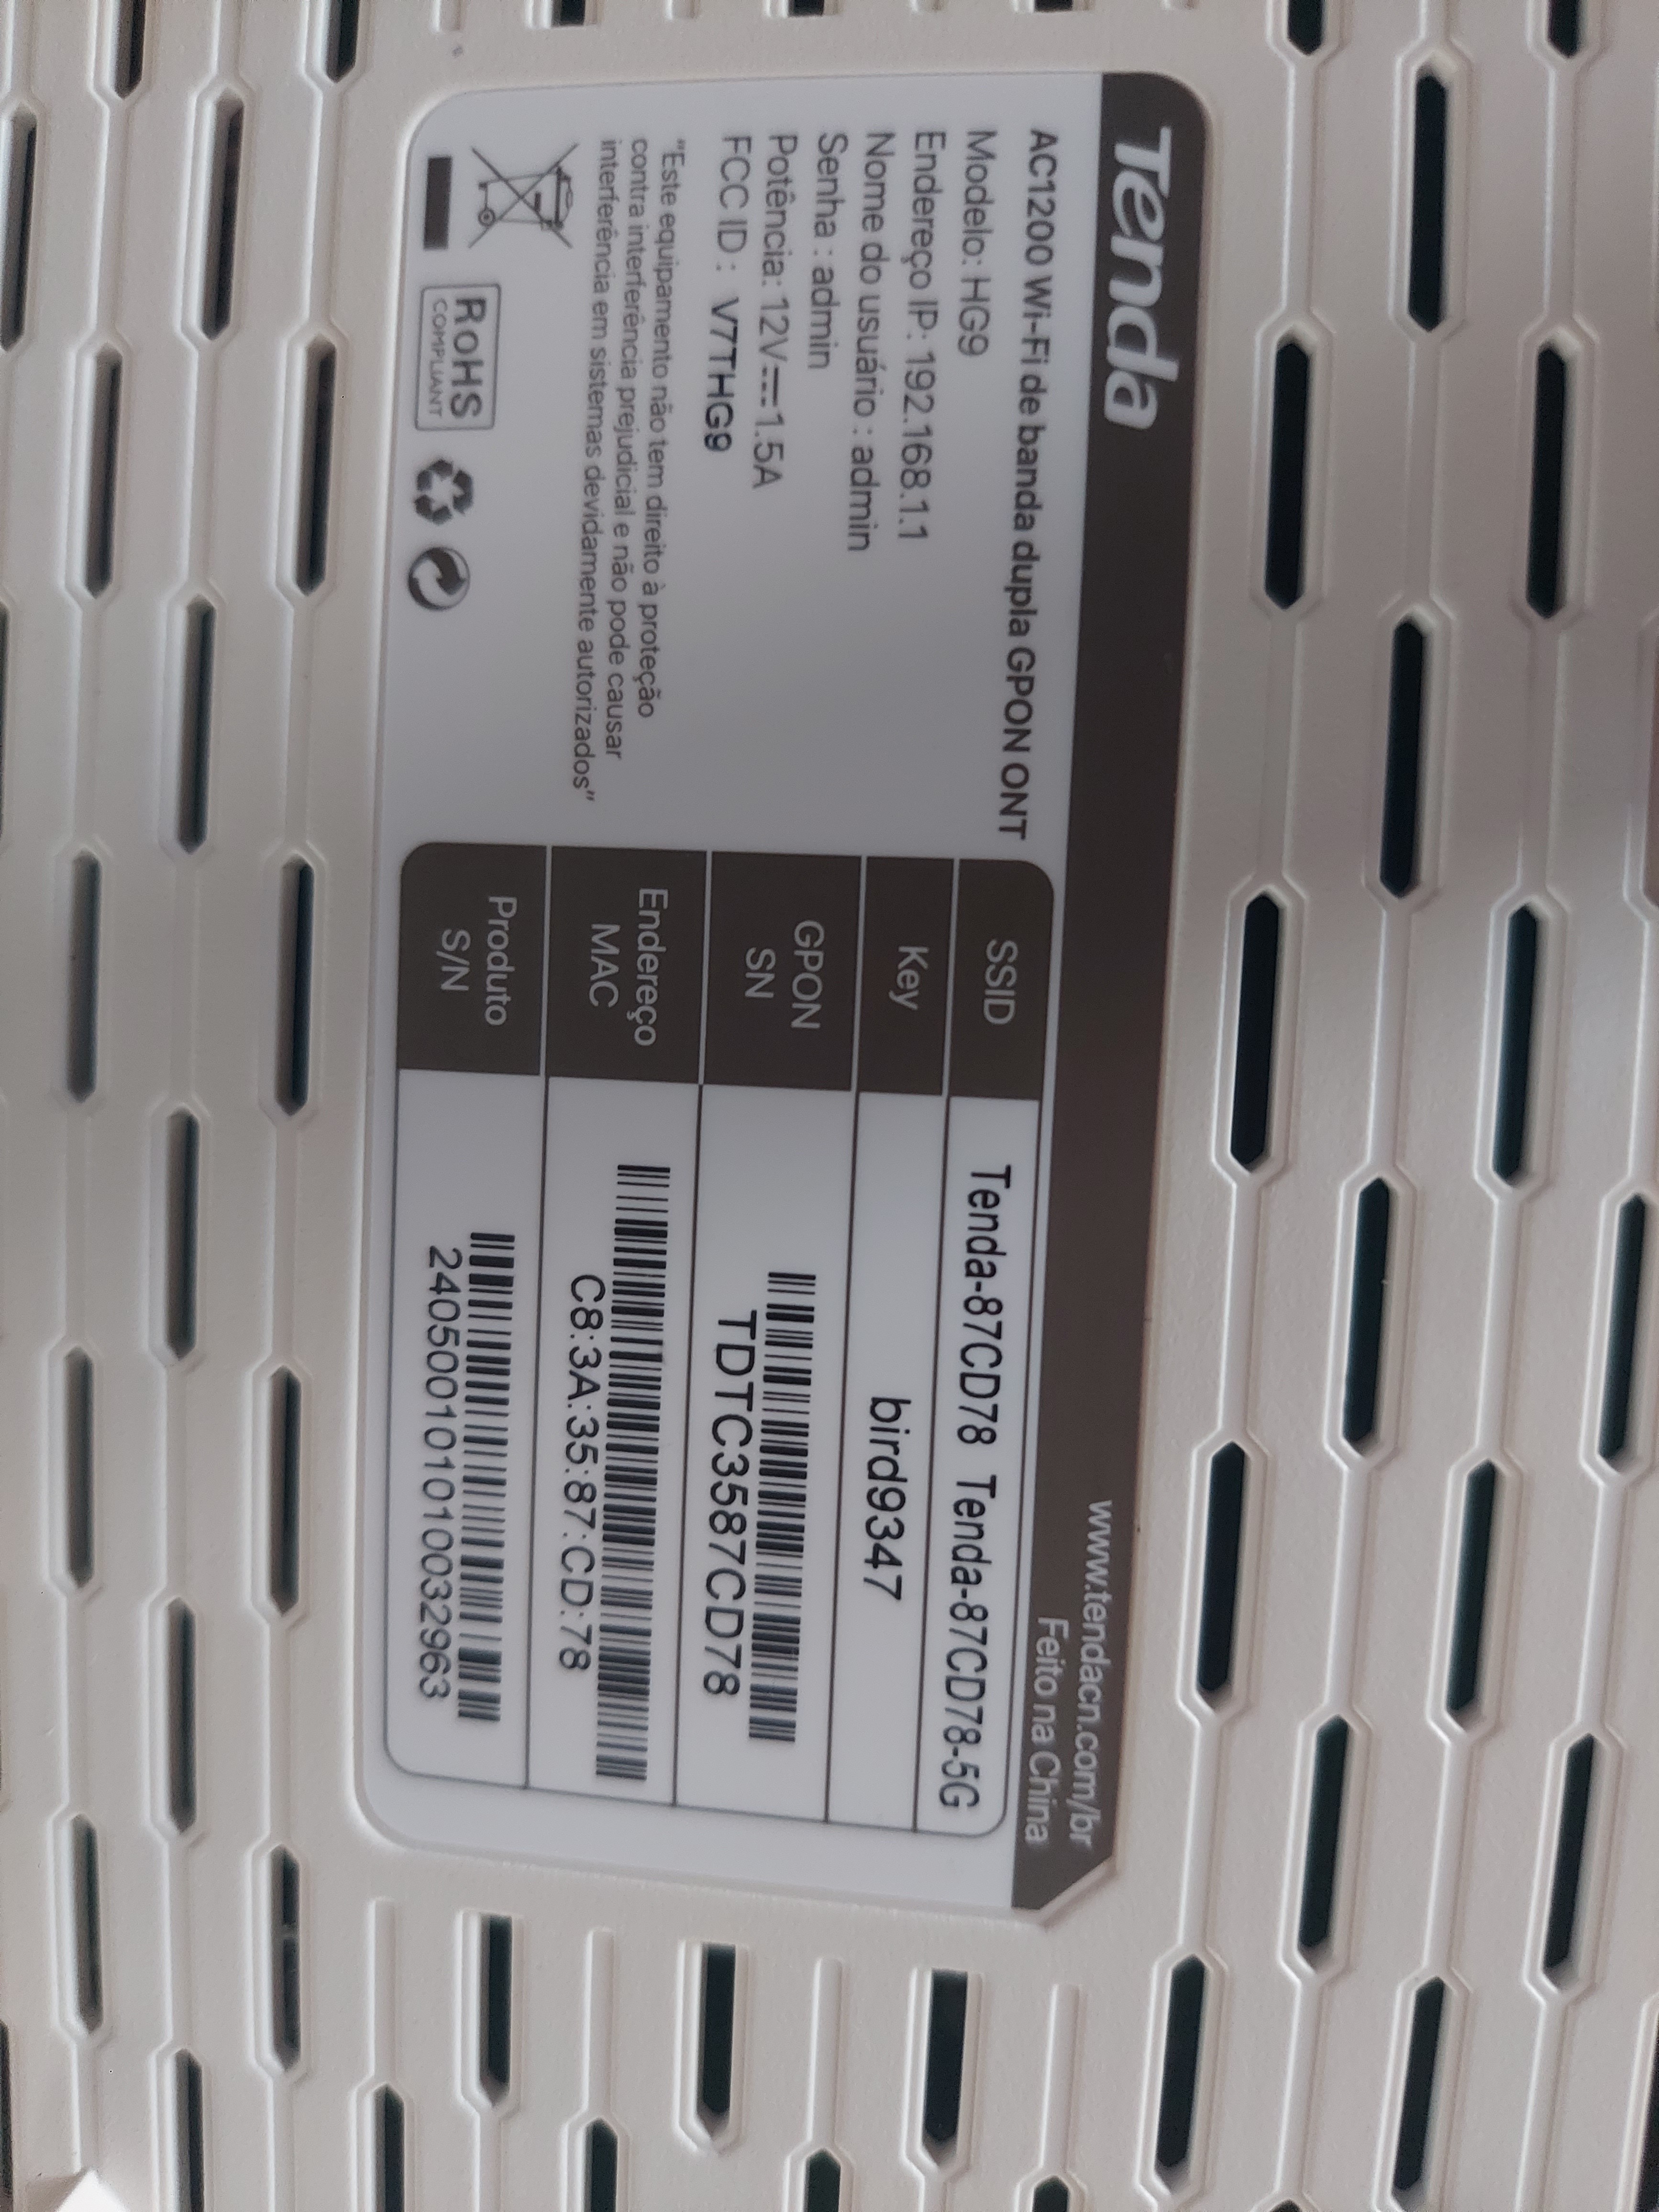 Tenda
www.tendacn.com/br
Feito na China
AC1200 Wi-Fi de banda dupla GPON ONT
Modelo: HG9
Endereço IP: 192.168.1.1
Nome do usuário : admin
Senha : admin
Potência: 12V⎓1.5A
FCC ID : V7THG9
"Este equipamento não tem direito à proteção
contra interferência prejudicial e não pode causar
interferência em sistemas devidamente autorizados"
RoHS
COMPLIANT
SSID
Tenda-87CD78 Tenda-87CD78-5G
Key
bird9347
GPON
SN
TDTC3587CD78
Endereço
MAC
C8:3A:35:87:CD:78
Produto
S/N
2405001010101003​2963